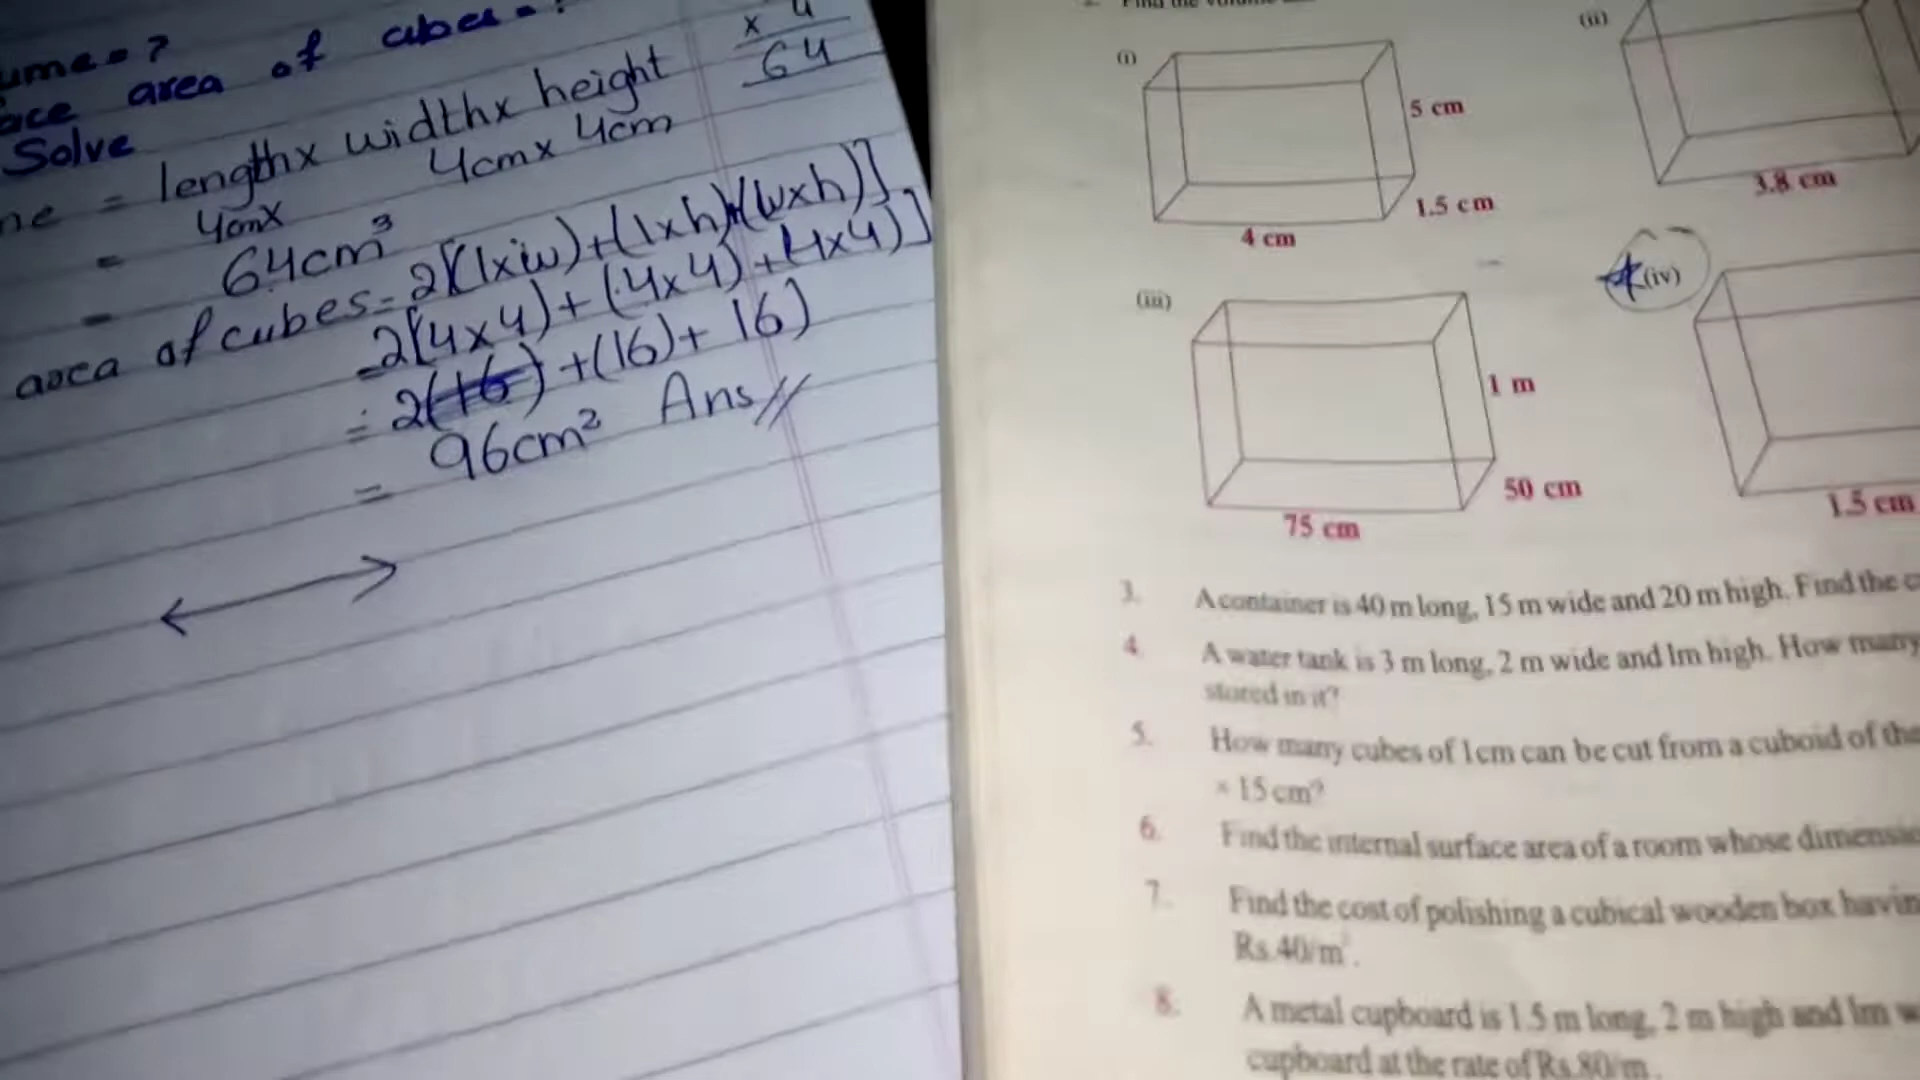 ume = ?
ace area of cubes = ?
Solve
ne = length x width x height
= 4cm x 4cm x 4cm
= 64cm³
x 4
64
area of cubes = 2[(l x w) + (l x h) + (w x h)]
= 2[4 x 4) + (4 x 4) + (4 x 4)]
= 2(16) + (16) + 16)
= 96cm² Ans //
(i)
5 cm
1.5 cm
4 cm
(ii)
3.8 cm
(iii)
1 m
50 cm
75 cm
(iv)
1.5 cm
3. A container is 40 m long, 15 m wide and 20 m high. Find the c
4. A water tank is 3 m long, 2 m wide and 1m high. How many
stored in it?
5. How many cubes of 1cm can be cut from a cuboid of the
× 15 cm?
6. Find the internal surface area of a room whose dimensio
7. Find the cost of polishing a cubical wooden box havin
Rs.40/m².
8. A metal cupboard is 1.5 m long, 2 m high and 1m w
cupboard at the rate of Rs.80/m.